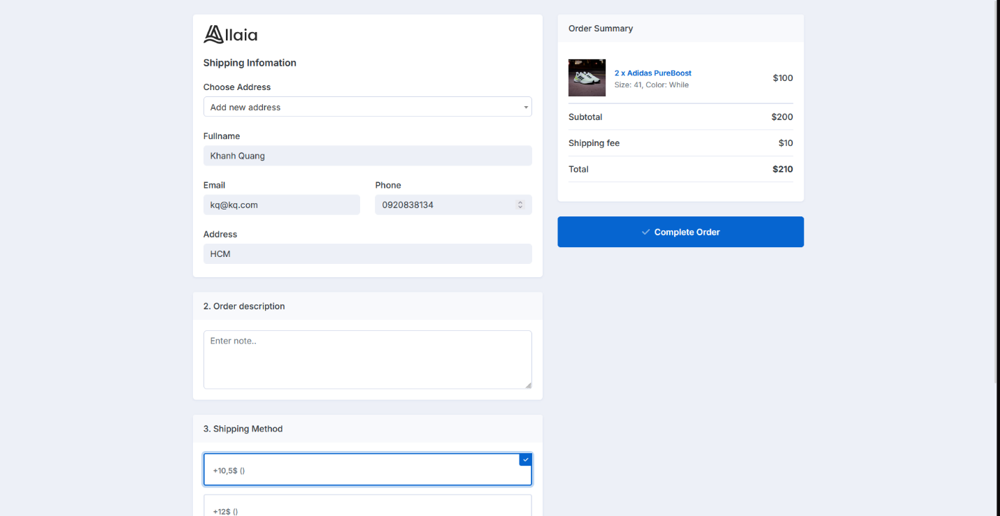 Allaia
Shipping Infomation
Choose Address
Add new address
Fullname
Khanh Quang
Email
Phone
kq@kq.com
0920838134
Address
HCM
2. Order description
Enter note..
3. Shipping Method
+10,5$ ()
+12$ ()
Order Summary
2 x Adidas PureBoost
$100
Size: 41, Color: While
Subtotal
$200
Shipping fee
$10
Total
$210
Complete Order